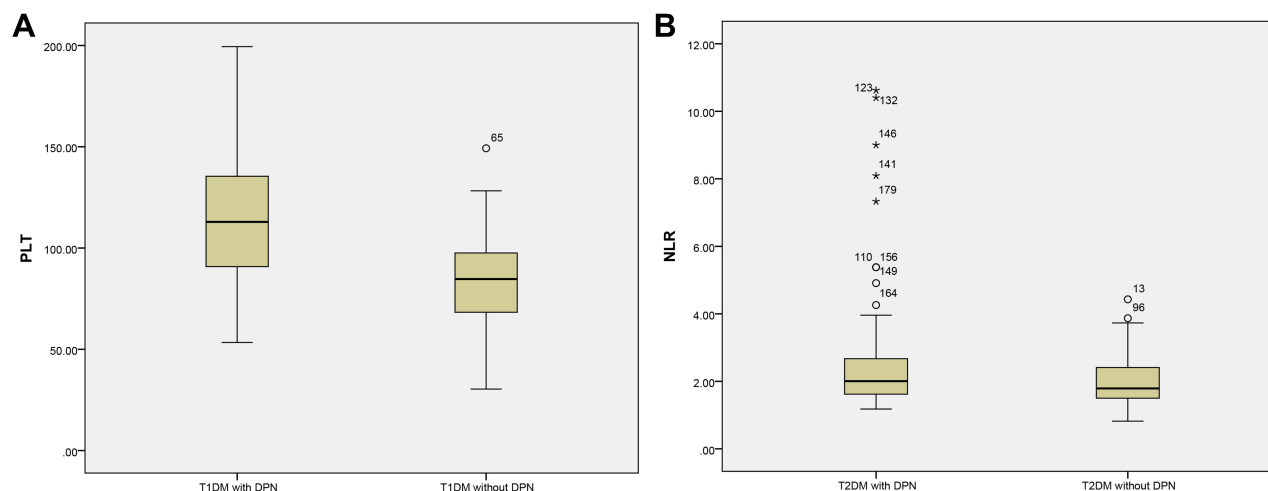 A
PLT
200.00
150.00
100.00
50.00
.00
65
T1DM with DPN
T1DM without DPN
B
NLR
12.00
10.00
8.00
6.00
4.00
2.00
.00
123
132
146
141
179
110 156
149
164
13
96
T2DM with DPN
T2DM without DPN